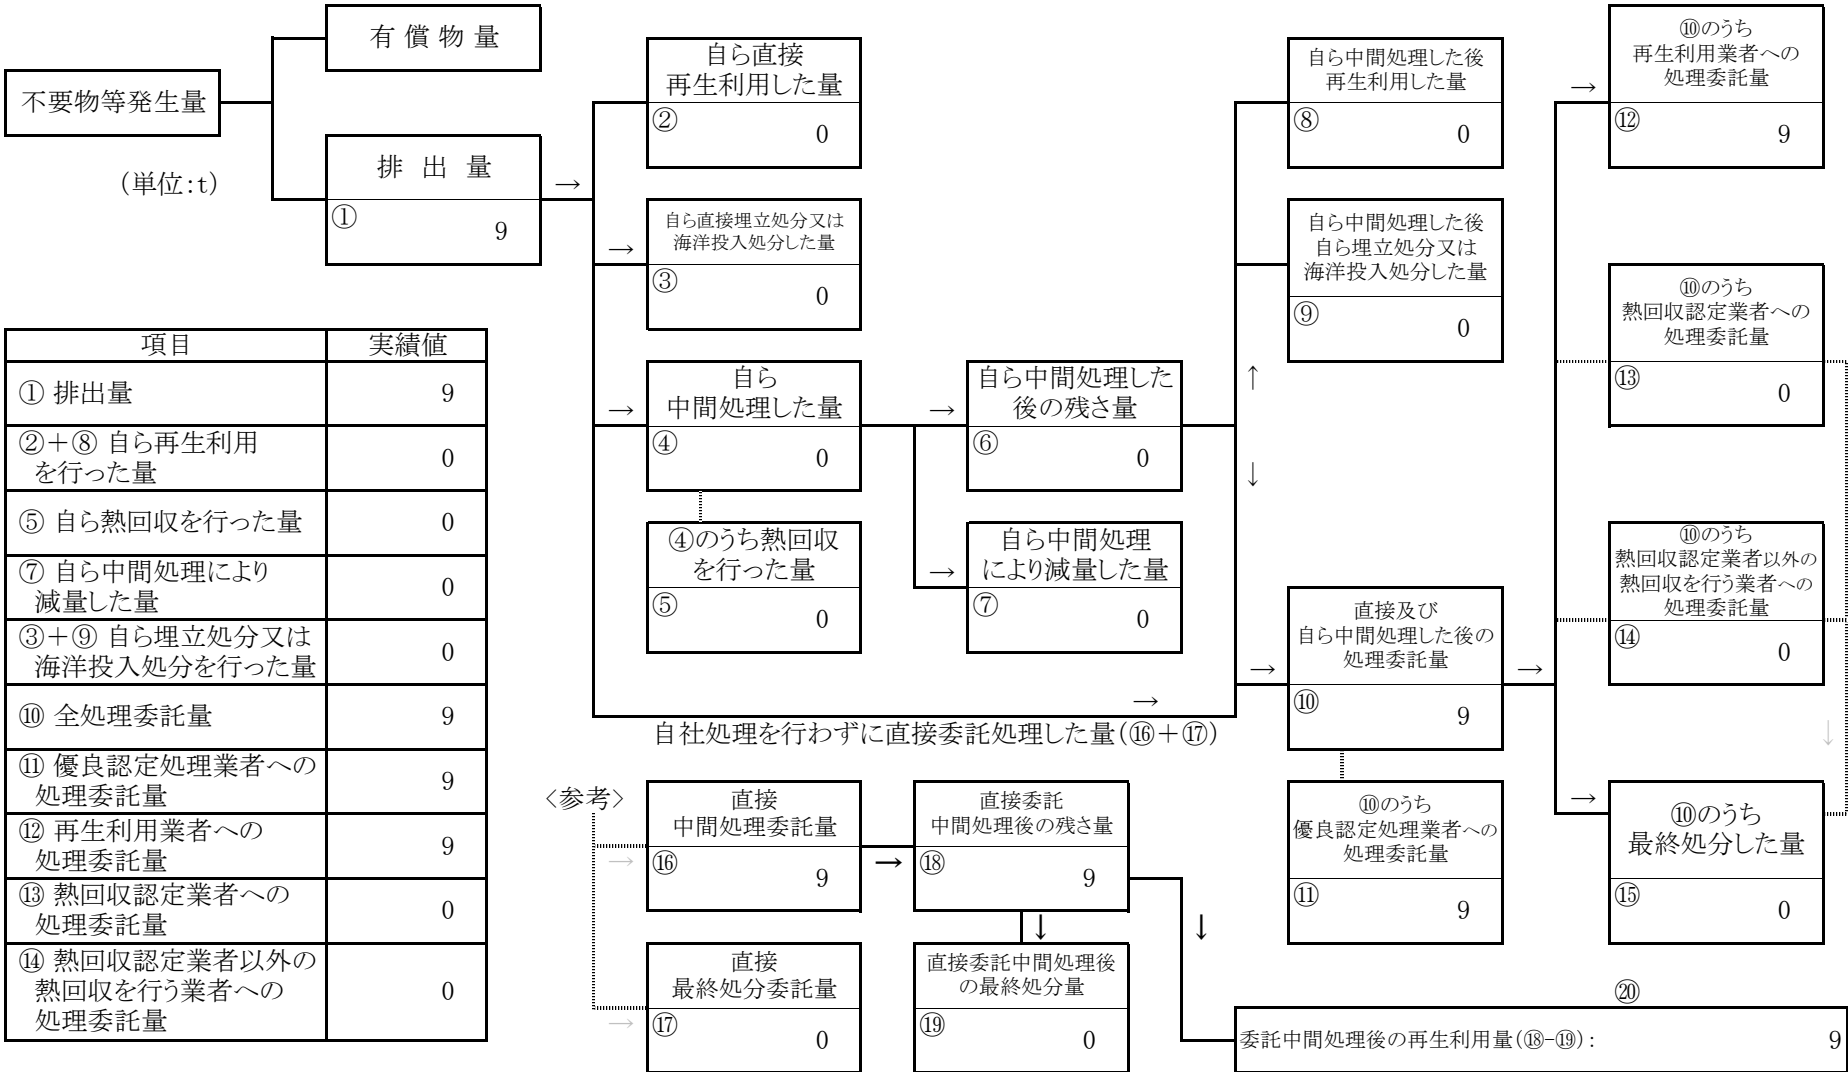 有償物量
不要物等発生量
(単位:t)
排出量
①
9
→
自ら直接
再生利用した量
②
0
→
自ら直接埋立処分又は
海洋投入処分した量
③
0
→
自ら
中間処理した量
④
0
④のうち熱回収
を行った量
⑤
0
→
自ら中間処理した
後の残さ量
⑥
0
→
自ら中間処理
により減量した量
⑦
0
↑
↓
自ら中間処理した後
再生利用した量
⑧
0
自ら中間処理した後
自ら埋立処分又は
海洋投入処分した量
⑨
0
→
自社処理を行わずに直接委託処理した量(⑯+⑰)
→
直接及び
自ら中間処理した後の
処理委託量
⑩
9
→
⑩のうち
優良認定処理業者への
処理委託量
⑪
9
→
⑩のうち
再生利用業者への
処理委託量
⑫
9
⑩のうち
熱回収認定業者への
処理委託量
⑬
0
⑩のうち
熱回収認定業者以外の
熱回収を行う業者への
処理委託量
⑭
0
↓
→
⑩のうち
最終処分した量
⑮
0
項目 実績値
① 排出量 9
②+⑧ 自ら再生利用
を行った量 0
⑤ 自ら熱回収を行った量 0
⑦ 自ら中間処理により
減量した量 0
③+⑨ 自ら埋立処分又は
海洋投入処分を行った量 0
⑩ 全処理委託量 9
⑪ 優良認定処理業者への
処理委託量 9
⑫ 再生利用業者への
処理委託量 9
⑬ 熱回収認定業者への
処理委託量 0
⑭ 熱回収認定業者以外の
熱回収を行う業者への
処理委託量 0
〈参考〉
→
直接
中間処理委託量
⑯
9
→
直接委託
中間処理後の残さ量
⑱
9
↓
↓
→
直接
最終処分委託量
⑰
0
直接委託中間処理後
の最終処分量
⑲
0
⑳
委託中間処理後の再生利用量(⑱-⑲): 9